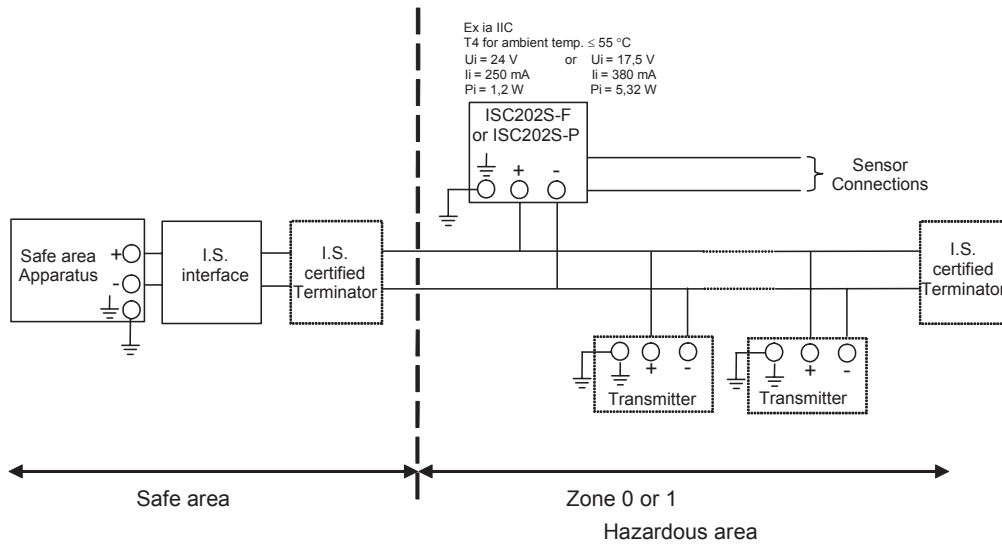 Ex ia IIC
T4 for ambient temp. ≤ 55 °C
Ui = 24 V or Ui = 17,5 V
Ii = 250 mA Ii = 380 mA
Pi = 1,2 W Pi = 5,32 W
ISC202S-F
or ISC202S-P
+ -
Sensor
Connections
Safe area
Apparatus
+
-
I.S.
interface
I.S.
certified
Terminator
I.S.
certified
Terminator
+ -
Transmitter
+ -
Transmitter
Safe area
Zone 0 or 1
Hazardous area